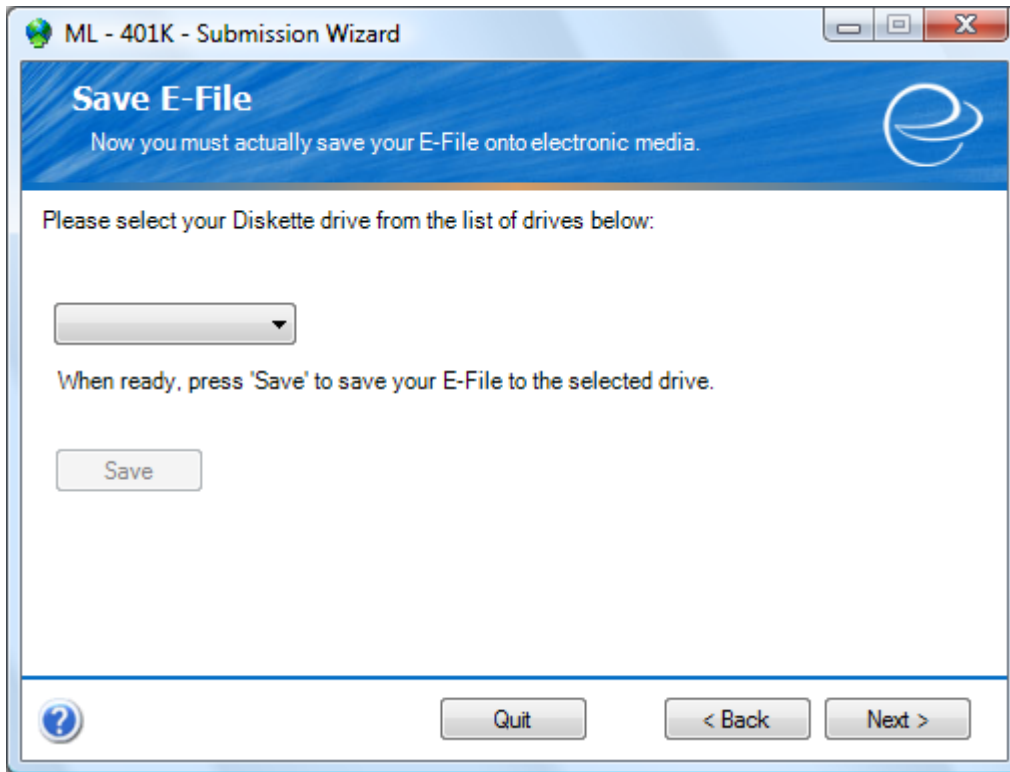 ML - 401K - Submission Wizard
Save E-File
Now you must actually save your E-File onto electronic media.
Please select your Diskette drive from the list of drives below:
When ready, press 'Save' to save your E-File to the selected drive.
Save
Quit
< Back
Next >